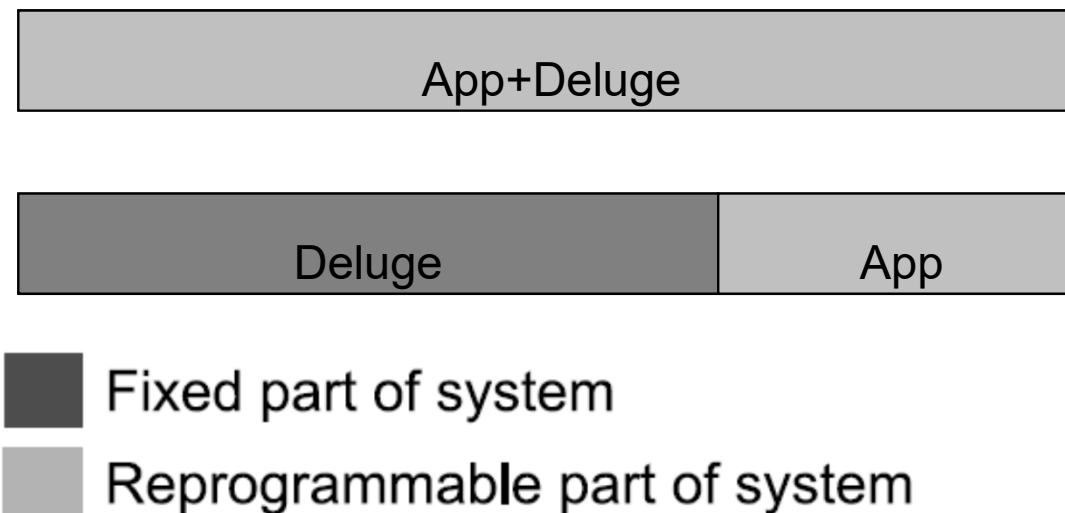 App+Deluge
Deluge App
Fixed part of system
Reprogrammable part of system